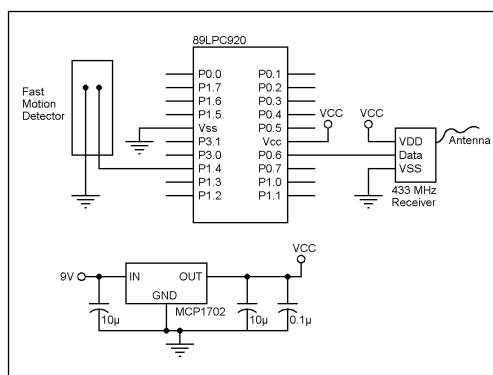 89LPC920
Fast
Motion
Detector
P0.0
P1.7
P1.6
P1.5
Vss
P3.1
P3.0
P1.4
P1.3
P1.2
P0.1
P0.2
P0.3
P0.4
P0.5
Vcc
P0.6
P0.7
P1.0
P1.1
VCC
VCC
VDD
Data
VSS
Antenna
433 MHz
Receiver
VCC
9V
IN
OUT
GND
MCP1702
10µ
10µ
0.1µ